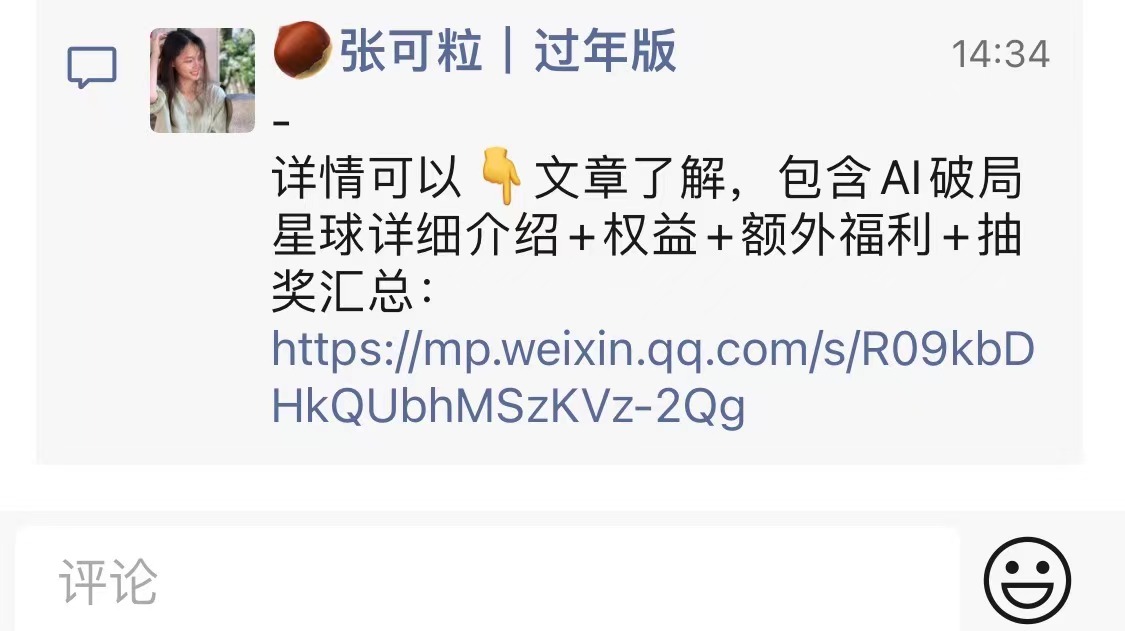 🌰张可粒｜过年版
14:34
-
详情可以👇文章了解，包含AI破局
星球详细介绍+权益+额外福利+抽
奖汇总：
https://mp.weixin.qq.com/s/R09kbD
HkQUbhMSzKVz-2Qg
评论